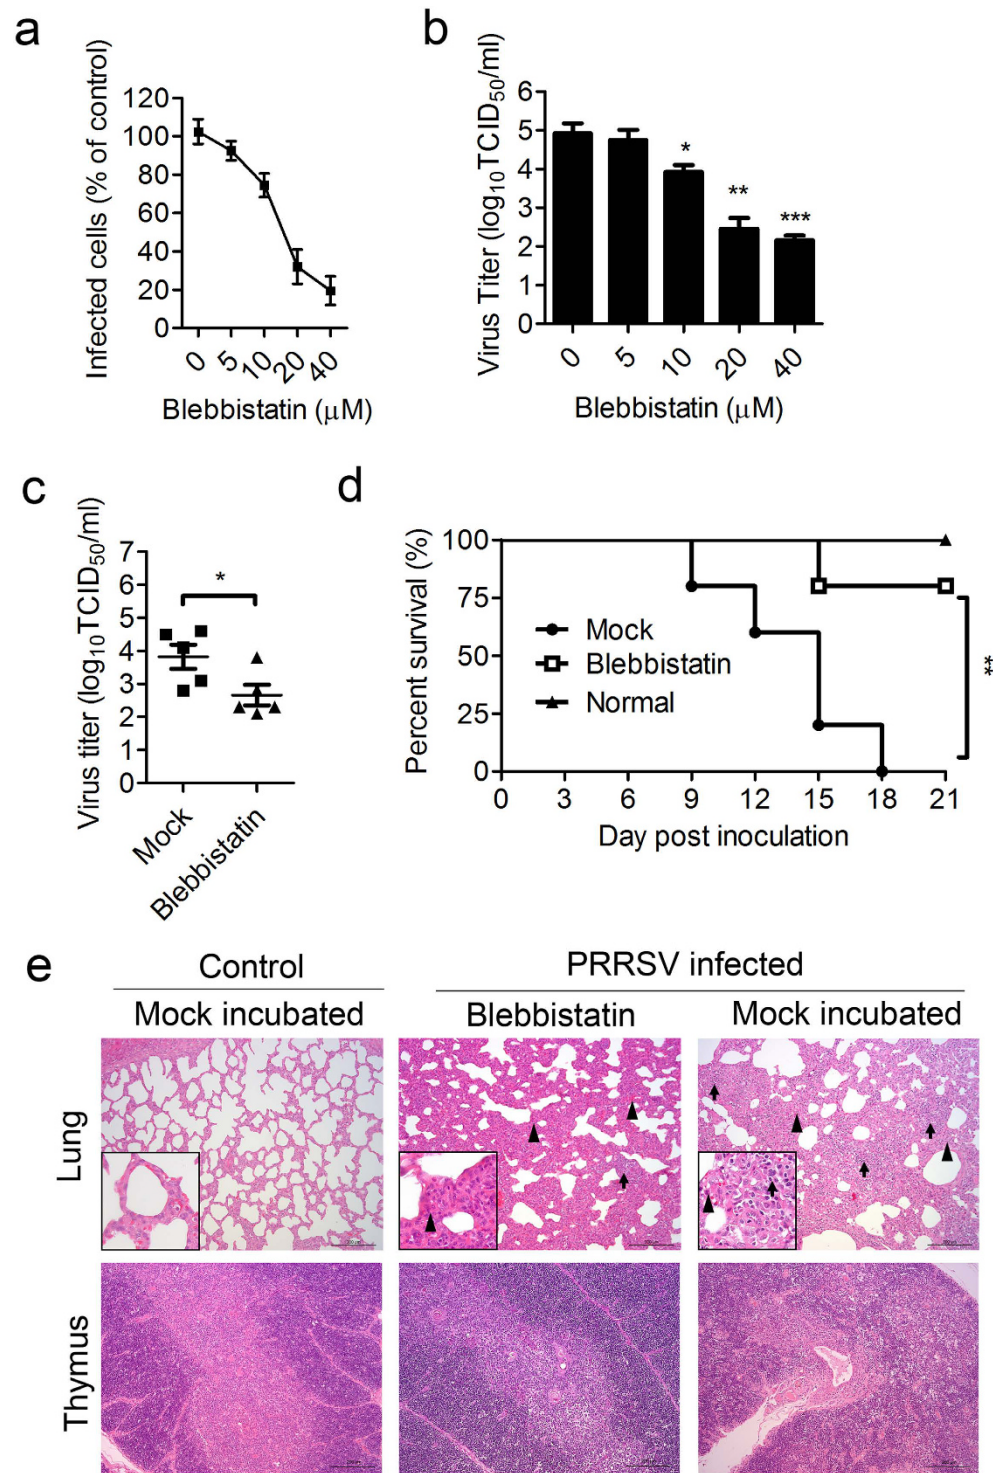 a
Infected cells (% of control)
120
100
80
60
40
20
0
0 5 10 20 40
Blebbistatin (μM)
b
Virus Titer (log₁₀TCID₅₀/ml)
6
5
4
3
2
1
0
*
**
***
0 5 10 20 40
Blebbistatin (μM)
c
Virus titer (log₁₀TCID₅₀/ml)
7
6
5
4
3
2
1
0
*
Mock
Blebbistatin
d
Percent survival (%)
100
75
50
25
0
Mock
Blebbistatin
Normal
**
0 3 6 9 12 15 18 21
Day post inoculation
e
Control
PRRSV infected
Mock incubated
Blebbistatin
Mock incubated
Lung
Thymus